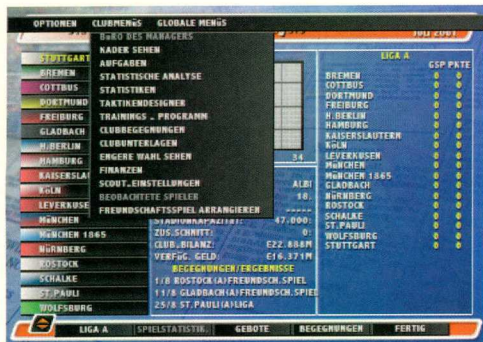 OPTIONEN CLUBMENüS GLOBALE MENüS
JULI 2001
BüRO DES MANAGERS
KADER SEHEN
AUFGABEN
STATISTISCHE ANALYSE
STATISTIKEN
TAKTIKENDESIGNER
TRAININGS _ PROGRAMM
CLUBBEGEGNUNGEN
CLUBUNTERLAGEN
ENGERE WAHL SEHEN
FINANZEN
SCOUT_EINSTELLUNGEN
BEOBACHTETE SPIELER
FREUNDSCHAFTSSPIEL ARRANGIEREN
STUTTGART
BREMEN
COTTBUS
DORTMUND
FREIBURG
GLADBACH
H.BERLIN
HAMBURG
KAISERSLA
KöLN
LEVERKUSE
MüNCHEN
MüNCHEN 1865
NüRNBERG
ROSTOCK
SCHALKE
ST.PAULI
WOLFSBURG
34
ALBI
18.
-----
STADIONKAPAZITäT: 47.000:
ZUS.SCHNITT: 0:
CLUB.BILANZ: £22.888M
VERFüG. GELD: £16.371M
BEGEGNUNGEN/ERGEBNISSE
1/8 ROSTOCK(A)FREUNDSCH.SPIEL
11/8 GLADBACH(A)FREUNDSCH.SPIEL
25/8 ST.PAULI(A)LIGA
LIGA A
GSP PKTE
BREMEN 0 0
COTTBUS 0 0
DORTMUND 0 0
FREIBURG 0 0
H.BERLIN 0 0
HAMBURG 0 0
KAISERSLAUTERN 0 0
KöLN 0 0
LEVERKUSEN 0 0
MüNCHEN 0 0
MüNCHEN 1865 0 0
GLADBACH 0 0
NüRNBERG 0 0
ROSTOCK 0 0
SCHALKE 0 0
ST.PAULI 0 0
WOLFSBURG 0 0
STUTTGART 0 0
LIGA A SPIELSTATISTIK. GEBOTE BEGEGNUNGEN FERTIG